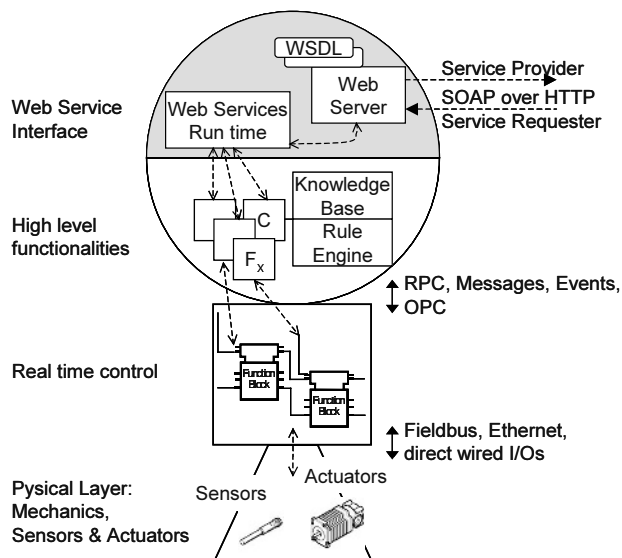 WSDL
Web
Server
Service Provider
SOAP over HTTP
Service Requester
Web Service
Interface
Web Services
Run time
Knowledge
Base
Rule
Engine
C
Fx
High level
functionalities
RPC, Messages, Events,
OPC
Real time control
Function
Block
Function
Block
Fieldbus, Ethernet,
direct wired I/Os
Pysical Layer:
Mechanics,
Sensors & Actuators
Sensors
Actuators